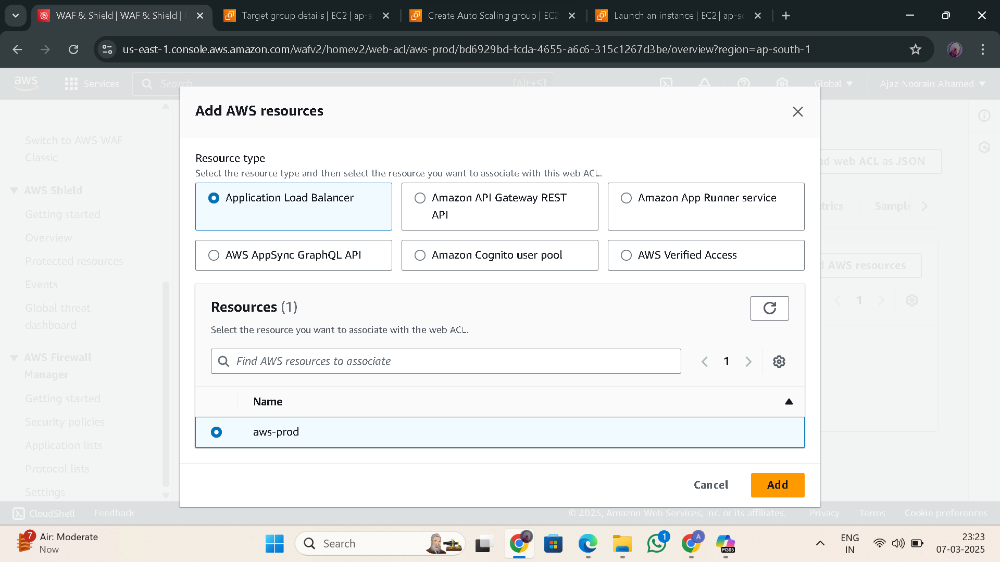 WAF & Shield | WAF & Shield |
Target group details | EC2 | ap-s
Create Auto Scaling group | EC2
Launch an instance | EC2 | ap-so
us-east-1.console.aws.amazon.com/wafv2/homev2/web-acl/aws-prod/bd6929bd-fcda-4655-a6c6-315c1267d3be/overview?region=ap-south-1
aws
Services
Search
[Alt+S]
Global
Ajaz Noorain Ahamed
Switch to AWS WAF
Classic
AWS Shield
Getting started
Overview
Protected resources
Events
Global threat
dashboard
AWS Firewall
Manager
Getting started
Security policies
Application lists
Protocol lists
Settings
ad web ACL as JSON
trics
Sampl
d AWS resources
1
Add AWS resources
Resource type
Select the resource type and then select the resource you want to associate with this web ACL.
Application Load Balancer
Amazon API Gateway REST
API
Amazon App Runner service
AWS AppSync GraphQL API
Amazon Cognito user pool
AWS Verified Access
Resources (1)
Select the resource you want to associate with the web ACL.
Find AWS resources to associate
1
Name
aws-prod
Cancel
Add
CloudShell
Feedback
© 2025, Amazon Web Services, Inc. or its affiliates.
Privacy
Terms
Cookie preferences
7
Air: Moderate
Now
Search
1
A
M365
ENG
IN
23:23
07-03-2025